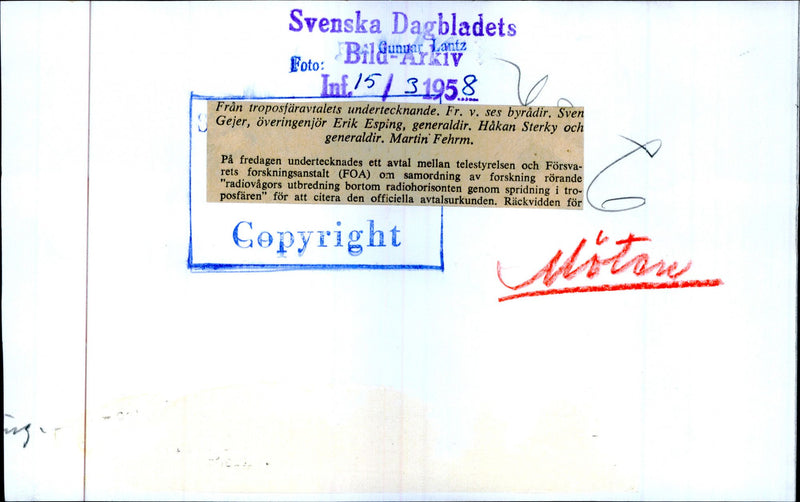 Svenska Dagbladets
Foto: Gunnar Lantz
Bild-Arkiv
Inf. 15 / 3 1958
Från troposfäravtalets undertecknande. Fr. v. ses byrådir. Sven
Gejer, överingenjör Erik Esping, generaldir. Håkan Sterky och
generaldir. Martin Fehrm.
På fredagen undertecknades ett avtal mellan telestyrelsen och Försva-
rets forskningsanstalt (FOA) om samordning av forskning rörande
"radiovågors utbredning bortom radiohorisonten genom spridning i tro-
posfären" för att citera den officiella avtalsurkunden. Räckvidden för
Copyright